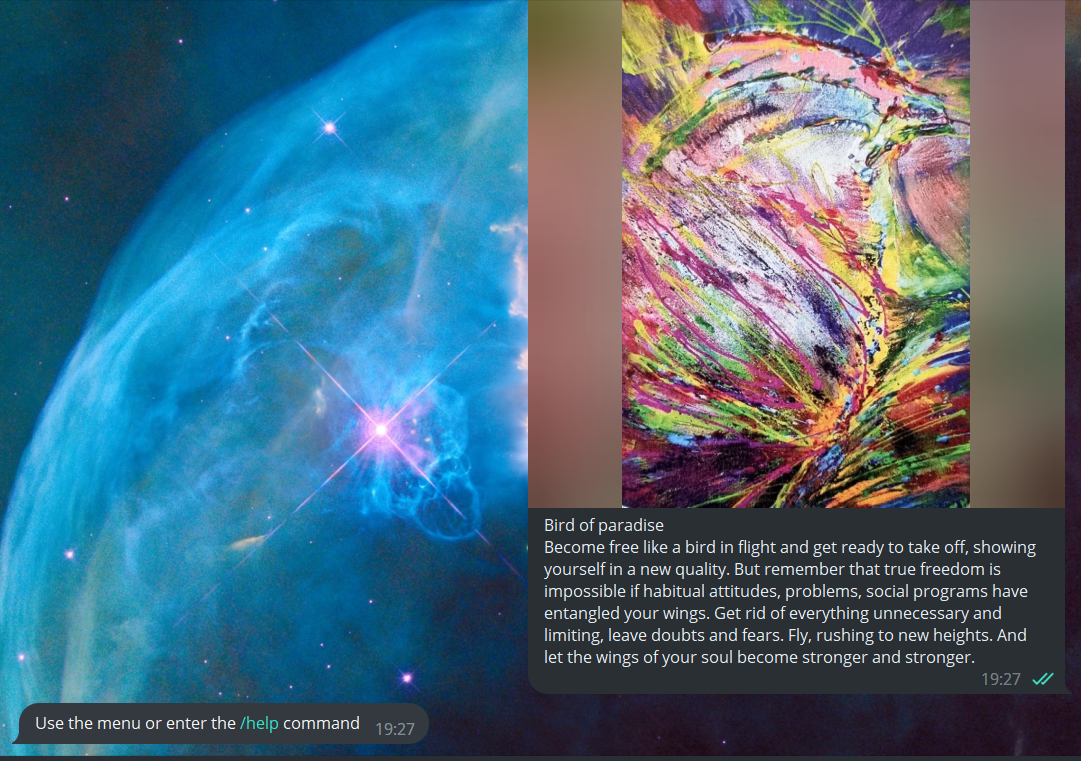 Bird of paradise
Become free like a bird in flight and get ready to take off, showing
yourself in a new quality. But remember that true freedom is
impossible if habitual attitudes, problems, social programs have
entangled your wings. Get rid of everything unnecessary and
limiting, leave doubts and fears. Fly, rushing to new heights. And
let the wings of your soul become stronger and stronger.
19:27
Use the menu or enter the /help command 19:27